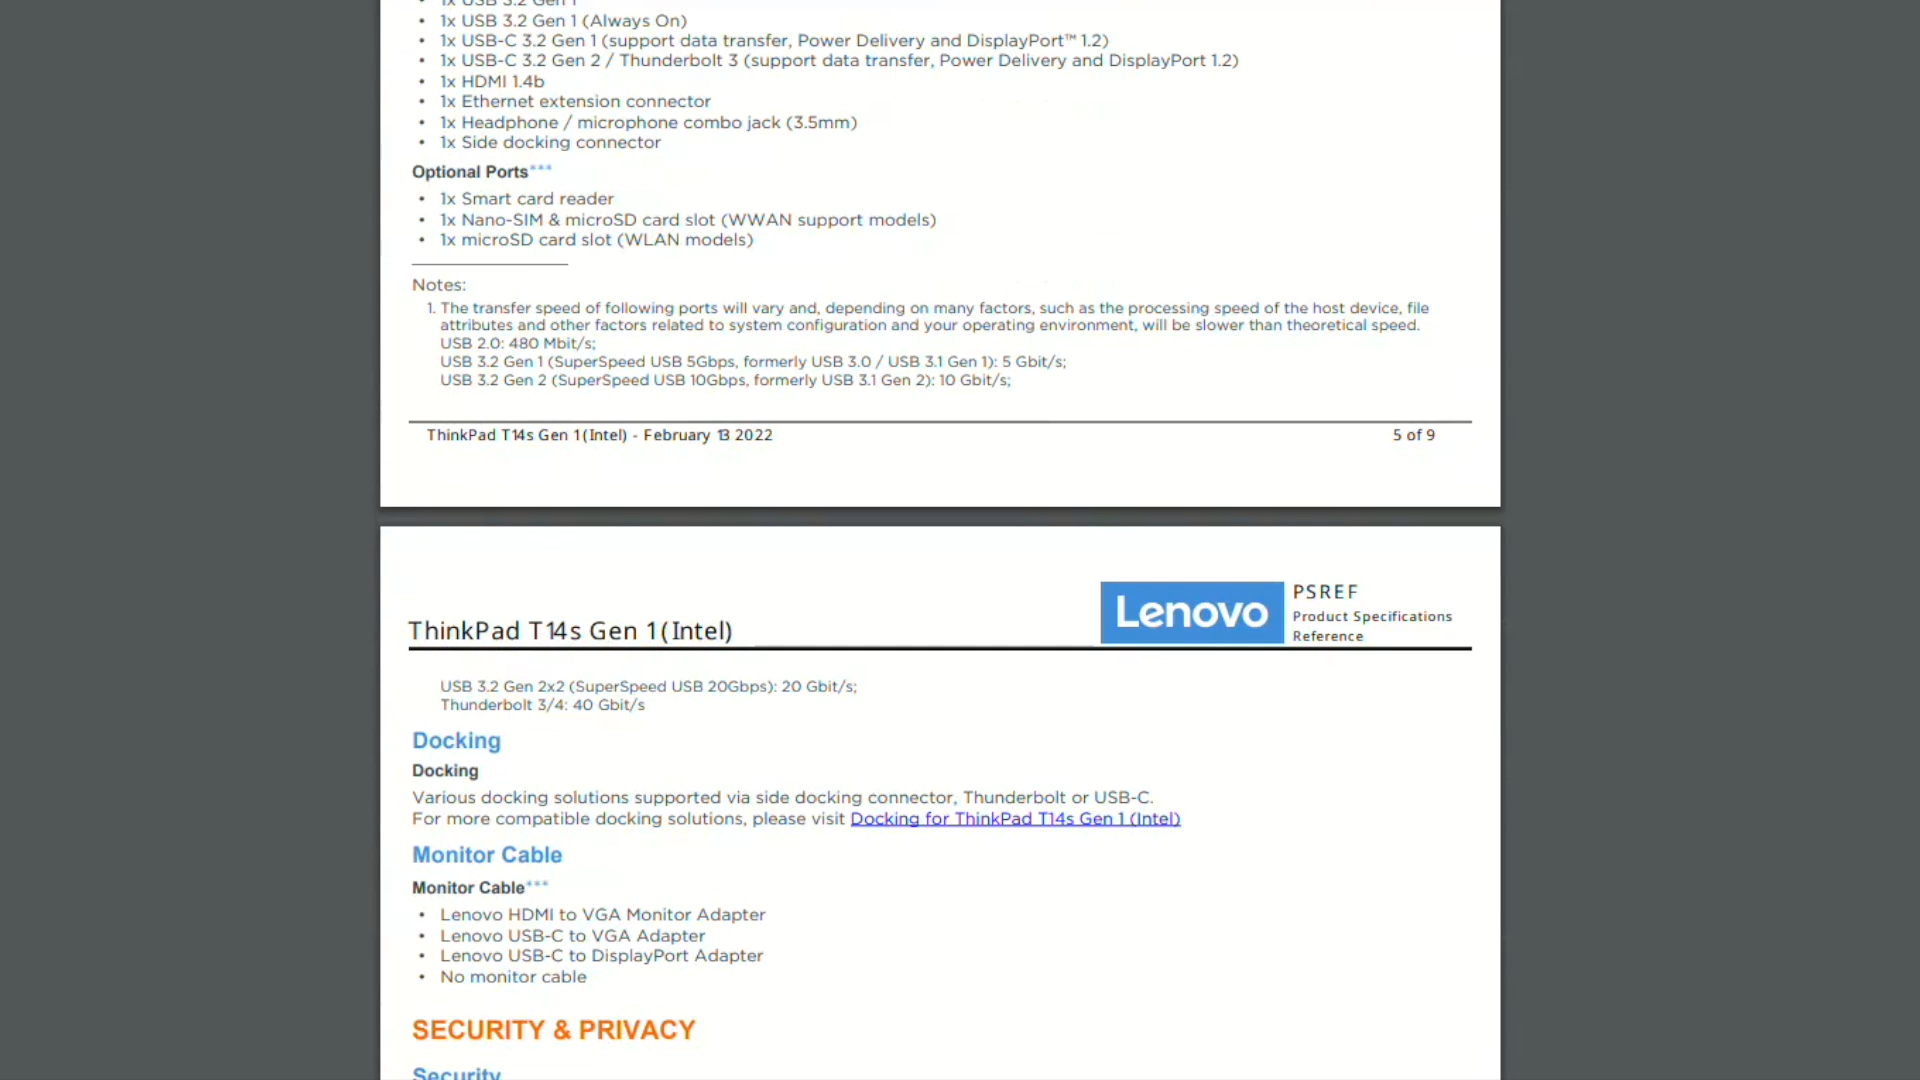 • 1x USB 3.2 Gen 1
• 1x USB 3.2 Gen 1 (Always On)
• 1x USB-C 3.2 Gen 1 (support data transfer, Power Delivery and DisplayPort™ 1.2)
• 1x USB-C 3.2 Gen 2 / Thunderbolt 3 (support data transfer, Power Delivery and DisplayPort 1.2)
• 1x HDMI 1.4b
• 1x Ethernet extension connector
• 1x Headphone / microphone combo jack (3.5mm)
• 1x Side docking connector
Optional Ports***
• 1x Smart card reader
• 1x Nano-SIM & microSD card slot (WWAN support models)
• 1x microSD card slot (WLAN models)
Notes:
1. The transfer speed of following ports will vary and, depending on many factors, such as the processing speed of the host device, file
attributes and other factors related to system configuration and your operating environment, will be slower than theoretical speed.
USB 2.0: 480 Mbit/s;
USB 3.2 Gen 1 (SuperSpeed USB 5Gbps, formerly USB 3.0 / USB 3.1 Gen 1): 5 Gbit/s;
USB 3.2 Gen 2 (SuperSpeed USB 10Gbps, formerly USB 3.1 Gen 2): 10 Gbit/s;
ThinkPad T14s Gen 1 (Intel) - February 13 2022 5 of 9
ThinkPad T14s Gen 1 (Intel)
Lenovo
PSREF
Product Specifications
Reference
USB 3.2 Gen 2x2 (SuperSpeed USB 20Gbps): 20 Gbit/s;
Thunderbolt 3/4: 40 Gbit/s
Docking
Docking
Various docking solutions supported via side docking connector, Thunderbolt or USB-C.
For more compatible docking solutions, please visit Docking for ThinkPad T14s Gen 1 (Intel)
Monitor Cable
Monitor Cable***
• Lenovo HDMI to VGA Monitor Adapter
• Lenovo USB-C to VGA Adapter
• Lenovo USB-C to DisplayPort Adapter
• No monitor cable
SECURITY & PRIVACY
Security